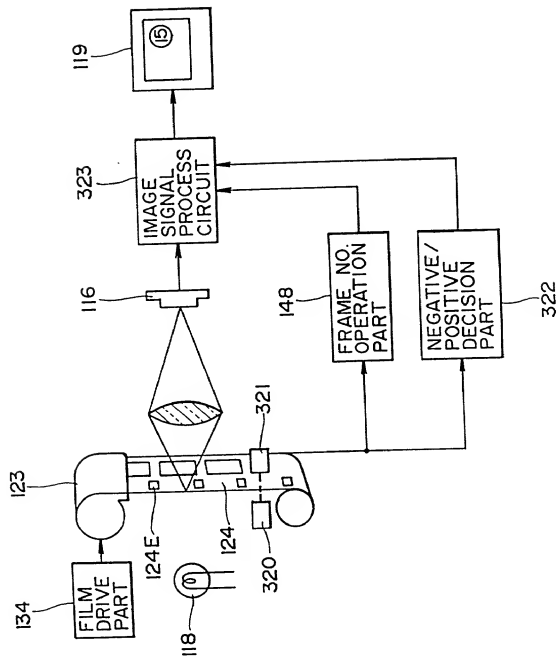 134
FILM
DRIVE
PART
123
124E
118
124
320
321
116
323
IMAGE
SIGNAL
PROCESS
CIRCUIT
119
15
148
FRAME NO.
OPERATION
PART
NEGATIVE/
POSITIVE
DECISION
PART
322